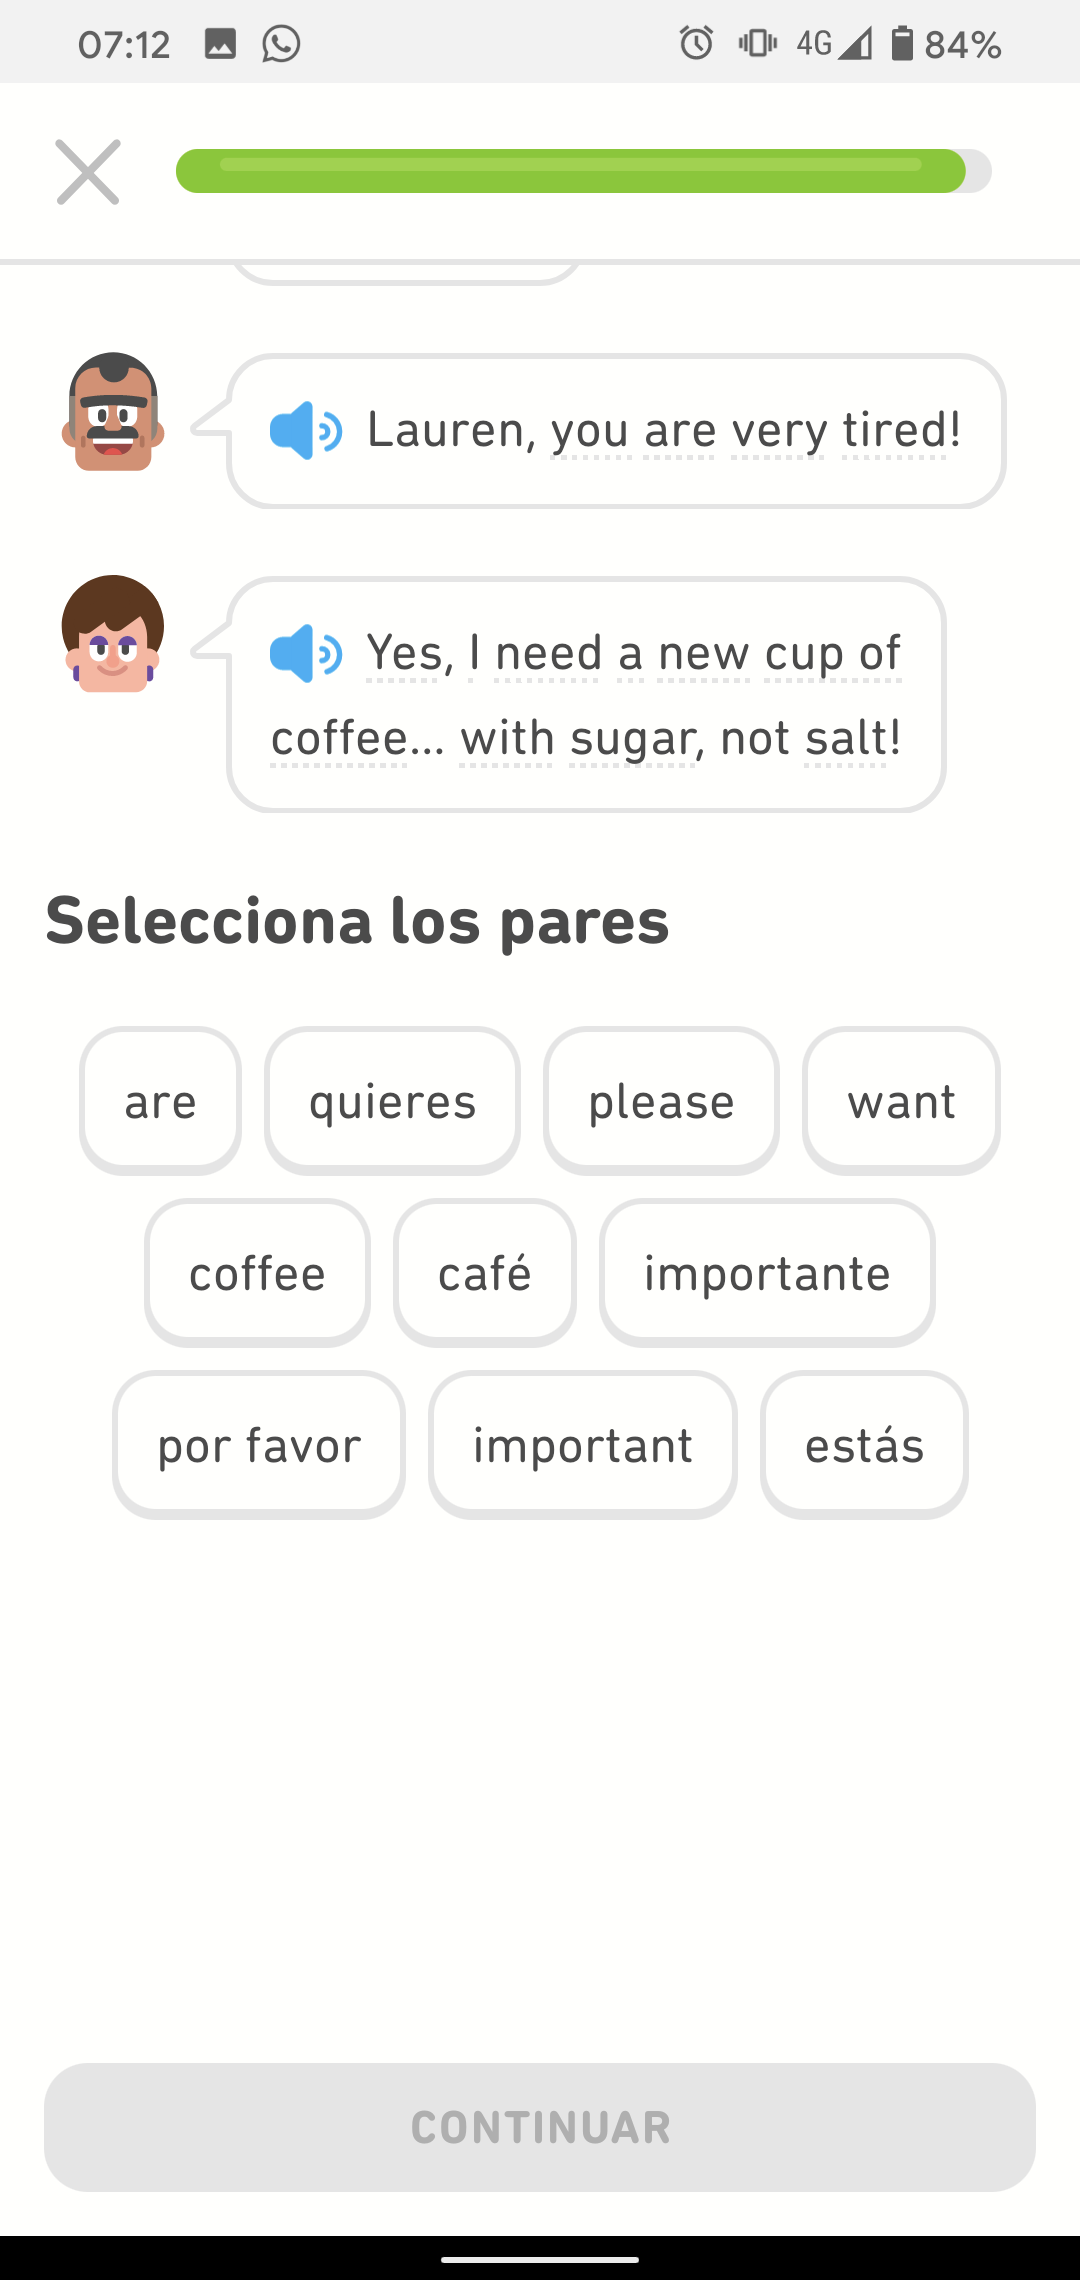 07:12 4G 84%
Lauren, you are very tired!
Yes, I need a new cup of
coffee... with sugar, not salt!
Selecciona los pares
are quieres please want
coffee café importante
por favor important estás
CONTINUAR